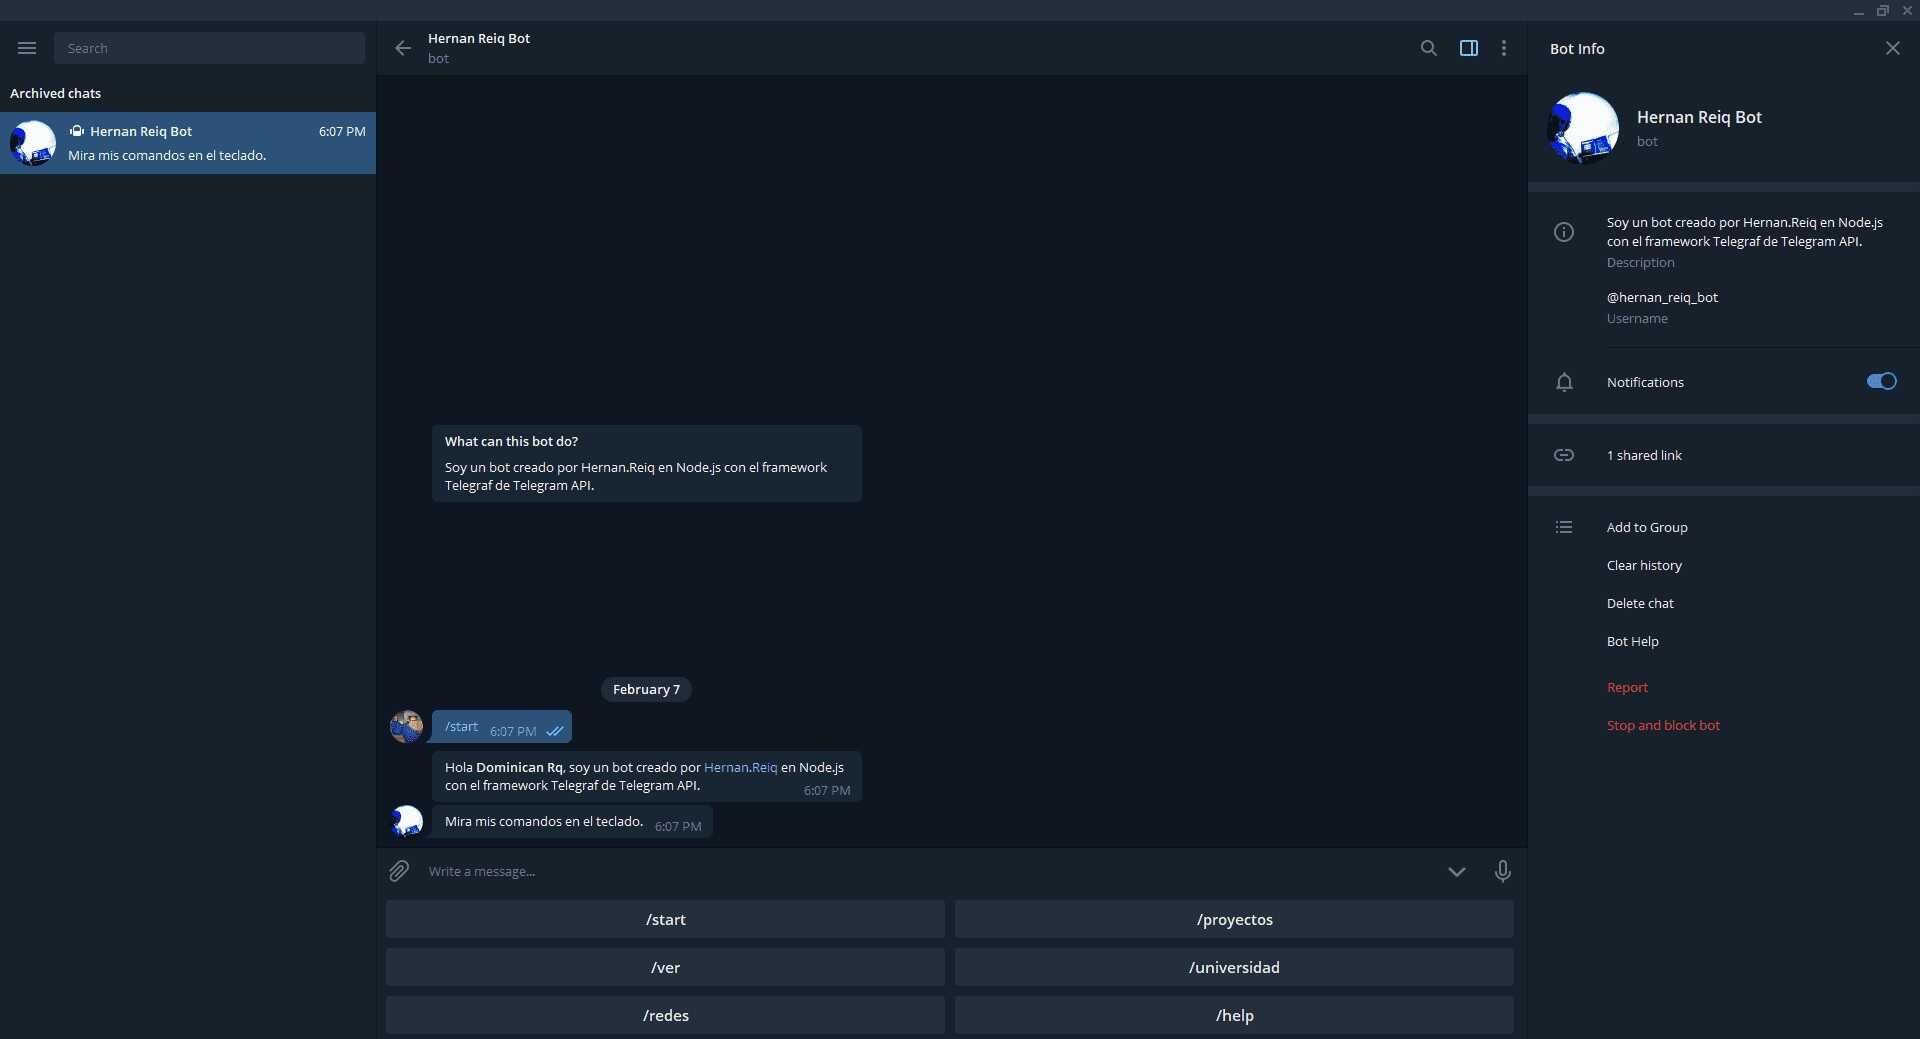 Search
Archived chats
Hernan Reiq Bot 6:07 PM
Mira mis comandos en el teclado.
Hernan Reiq Bot
bot
What can this bot do?
Soy un bot creado por Hernan.Reiq en Node.js con el framework
Telegraf de Telegram API.
February 7
/start 6:07 PM
Hola Dominican Rq, soy un bot creado por Hernan.Reiq en Node.js
con el framework Telegraf de Telegram API. 6:07 PM
Mira mis comandos en el teclado. 6:07 PM
Write a message...
/start /proyectos
/ver /universidad
/redes /help
Bot Info
Hernan Reiq Bot
bot
Soy un bot creado por Hernan.Reiq en Node.js
con el framework Telegraf de Telegram API.
Description
@hernan_reiq_bot
Username
Notifications
1 shared link
Add to Group
Clear history
Delete chat
Bot Help
Report
Stop and block bot